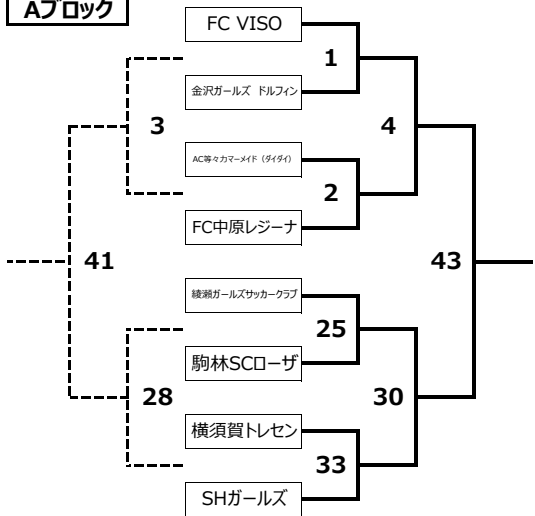 Aブロック
FC VISO
1
金沢ガールズ ドルフィン
3
4
AC等々力マーメイド（ダイダイ）
2
FC中原レジーナ
41
43
綾瀬ガールズサッカークラブ
25
駒林SCローザ
28
30
横須賀トレセン
33
SHガールズ